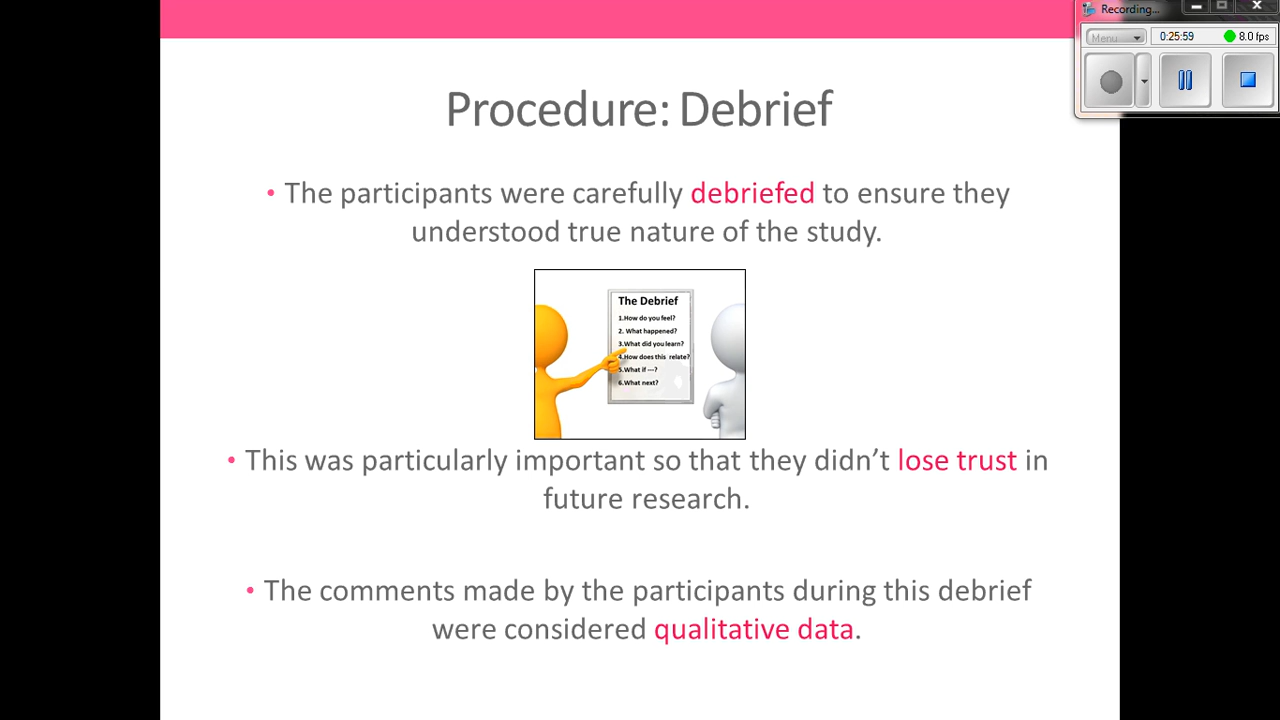 Recording...
Menu
0:25:59
8.0 fps
Procedure: Debrief
• The participants were carefully debriefed to ensure they
understood true nature of the study.
The Debrief
1.How do you feel?
2. What happened?
3.What did you learn?
4.How does this relate?
5.What if ---?
6.What next?
• This was particularly important so that they didn’t lose trust in
future research.
• The comments made by the participants during this debrief
were considered qualitative data.